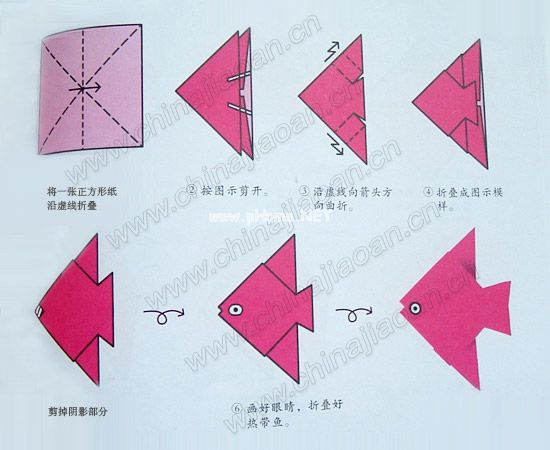 将一张正方形纸
沿虚线折叠
② 按图示剪开。
③ 沿虚线向箭头方
向曲折。
④ 折叠成图示模
样。
剪掉阴影部分
⑥ 画好眼睛，折叠好
热带鱼。
www.pHome.NET
www.chinajiaoan.cn
www.chinajiaoan.cn
www.chinajiaoan.cn
www.chinajiaoan.cn